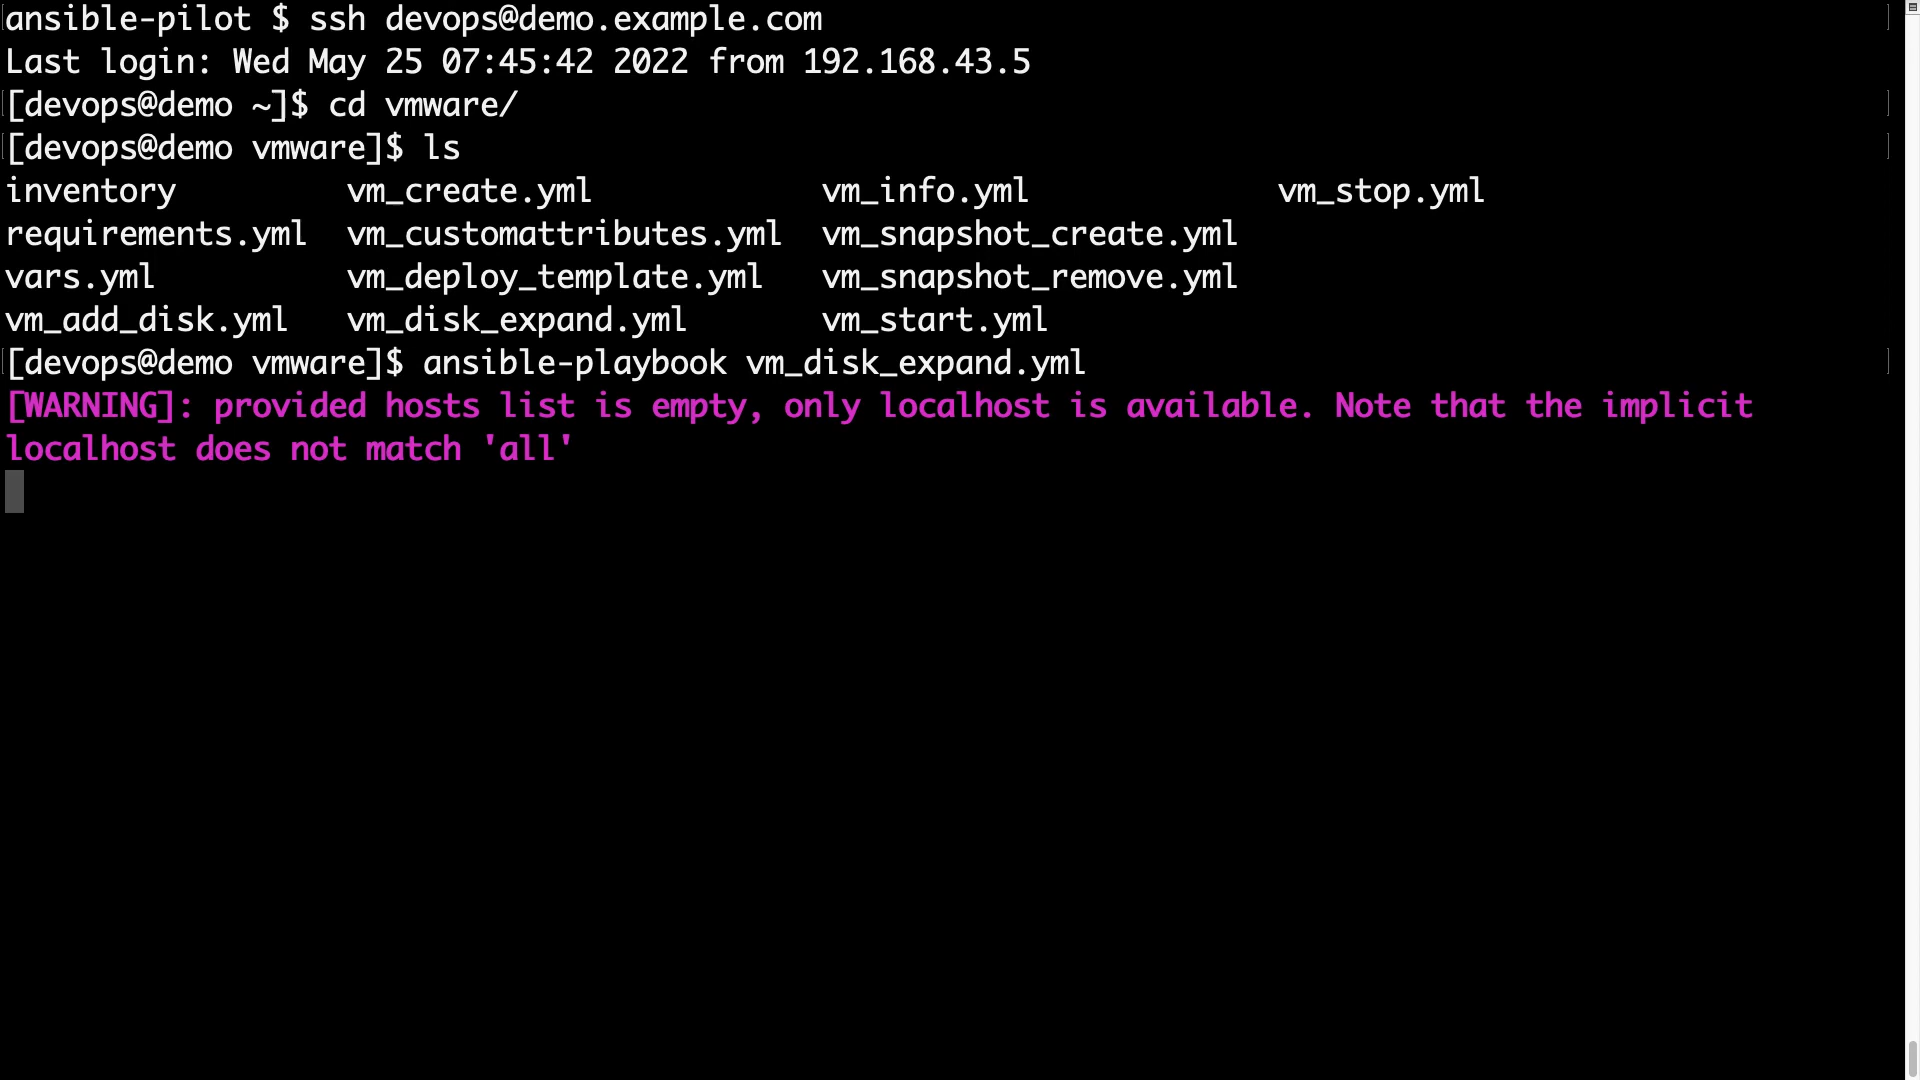 ansible-pilot $ ssh devops@demo.example.com
Last login: Wed May 25 07:45:42 2022 from 192.168.43.5
[devops@demo ~]$ cd vmware/
[devops@demo vmware]$ ls
inventory         vm_create.yml            vm_info.yml             vm_stop.yml
requirements.yml  vm_customattributes.yml  vm_snapshot_create.yml
vars.yml          vm_deploy_template.yml   vm_snapshot_remove.yml
vm_add_disk.yml   vm_disk_expand.yml       vm_start.yml
[devops@demo vmware]$ ansible-playbook vm_disk_expand.yml
[WARNING]: provided hosts list is empty, only localhost is available. Note that the implicit
localhost does not match 'all'